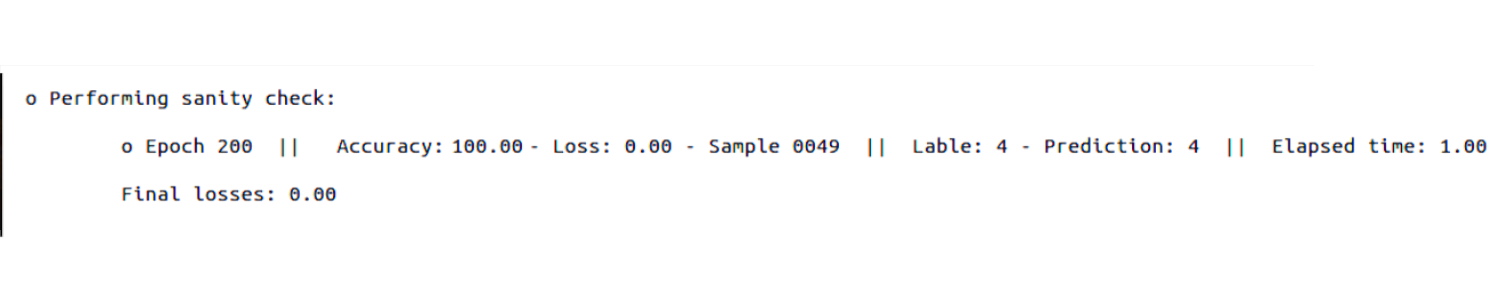 o Performing sanity check:
o Epoch 200 || Accuracy: 100.00 - Loss: 0.00 - Sample 0049 || Lable: 4 - Prediction: 4 || Elapsed time: 1.00
Final losses: 0.00